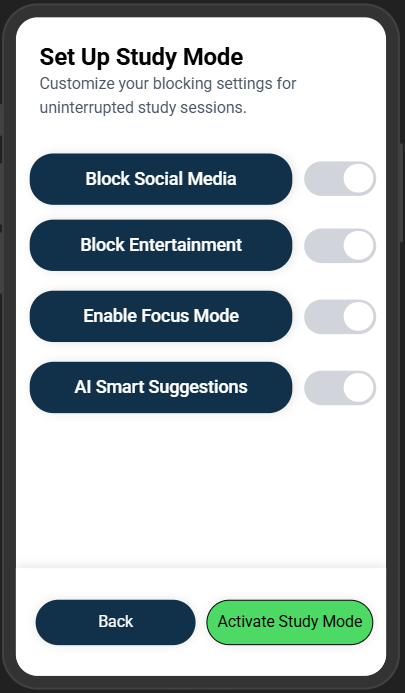 Set Up Study Mode
Customize your blocking settings for
uninterrupted study sessions.
Block Social Media
Block Entertainment
Enable Focus Mode
AI Smart Suggestions
Back
Activate Study Mode